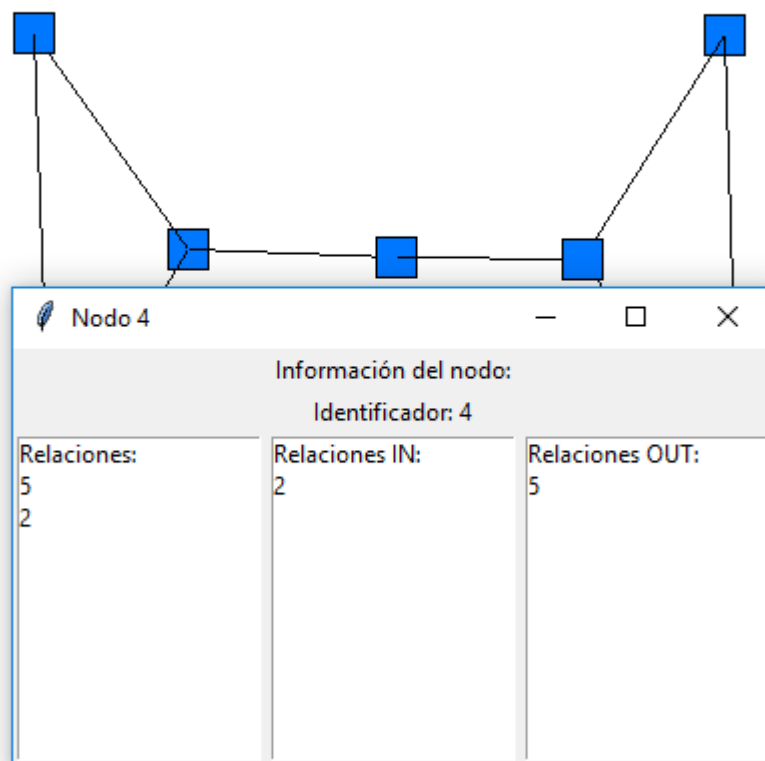 Nodo 4
Información del nodo:
Identificador: 4
Relaciones:
5
2
Relaciones IN:
2
Relaciones OUT:
5